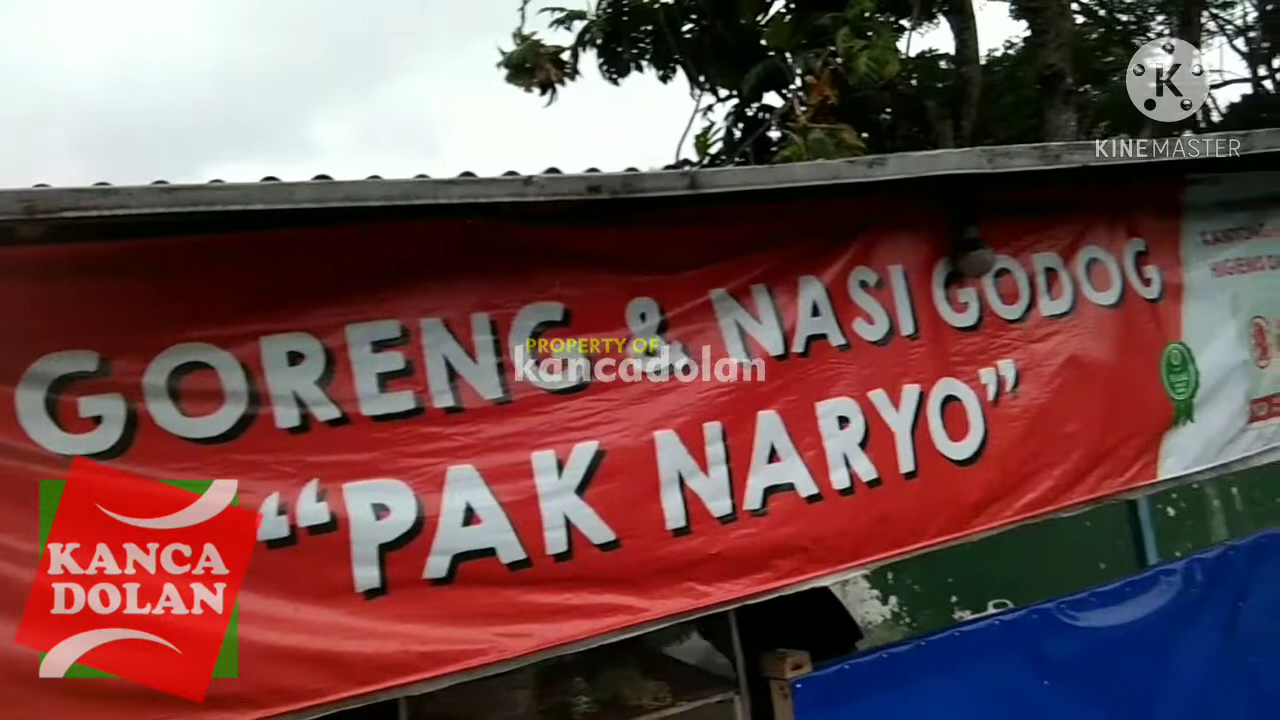 K
KINEMASTER
GORENG & NASI GODOG
"PAK NARYO"
PROPERTY OF
kancadolan
KANCA
DOLAN